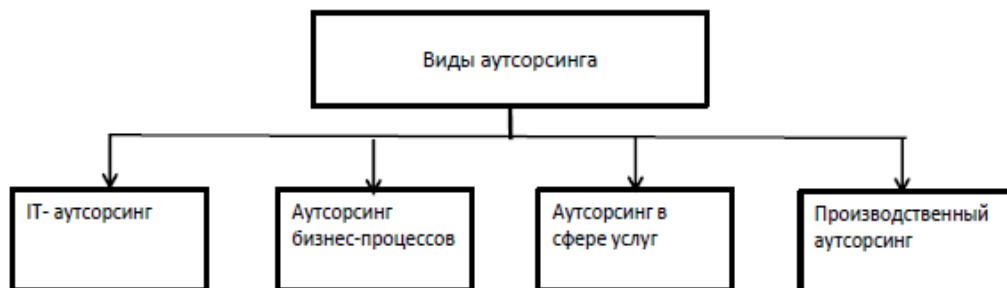 Виды аутсорсинга
IT- аутсорсинг
Аутсорсинг
бизнес-процессов
Аутсорсинг в
сфере услуг
Производственный
аутсорсинг